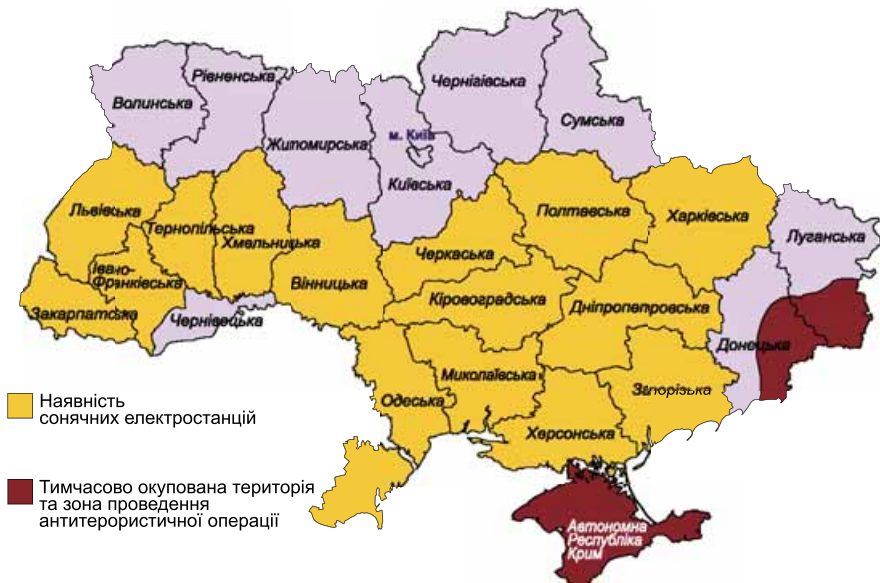 Волинська
Рівненська
Житомирська
Чернігівська
м. Київ
Сумська
Київська
Львівська
Тернопільська
Хмельницька
Івано-
Франківська
Закарпатська
Чернівецька
Вінницька
Черкаська
Полтавська
Харківська
Луганська
Кіровоградська
Дніпропетровська
Донецька
Миколаївська
Запорізька
Одеська
Херсонська
Наявність
сонячних електростанцій
Тимчасово окупована територія
та зона проведення
антитерористичної операції
Автономна
Республіка
Крим